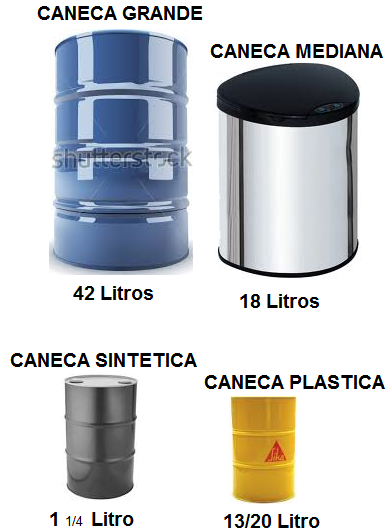 CANECA GRANDE
CANECA MEDIANA
shutterstock
42 Litros
18 Litros
CANECA SINTETICA
CANECA PLASTICA
Sika
1 1/4 Litro
13/20 Litro